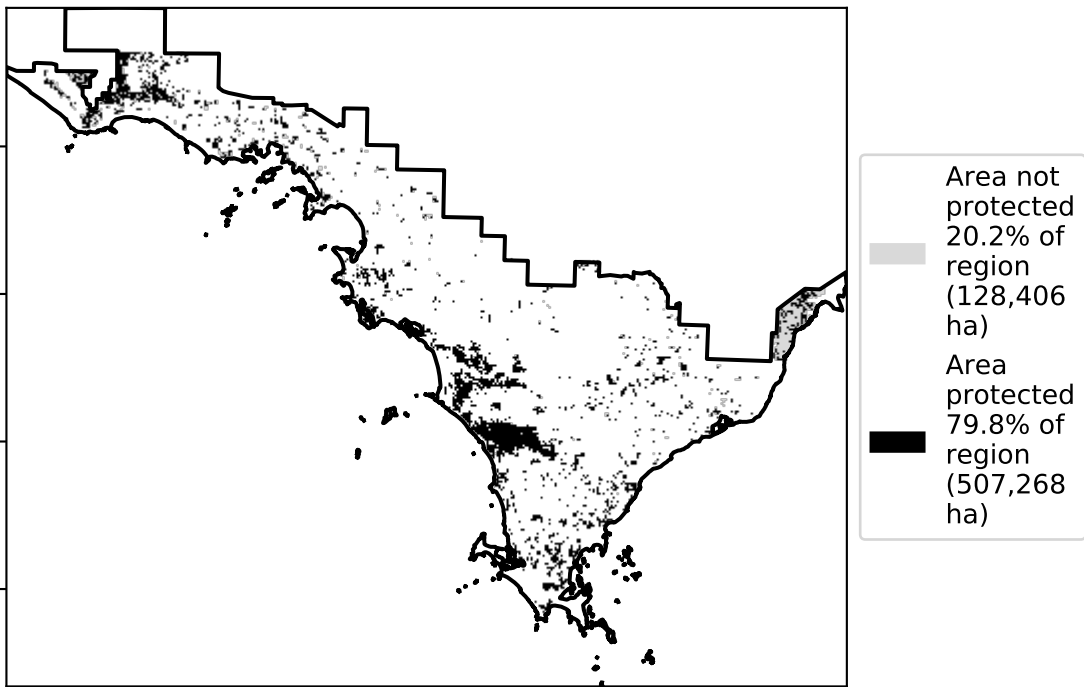 Area not
protected
20.2% of
region
(128,406
ha)
Area
protected
79.8% of
region
(507,268
ha)